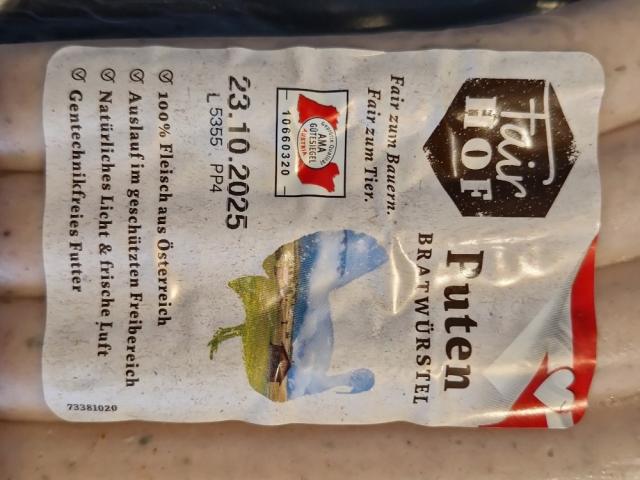 Fair
HOF
Puten
BRATWÜRSTEL
Fair zum Bauern.
Fair zum Tier.
AMA
GÜTESIEGEL
AUSTRIA
10660320
23.10.2025
L 5355 PP4
100% Fleisch aus Österreich
Auslauf im geschützten Freibereich
Natürliches Licht & frische Luft
Gentechnikfreies Futter
73381020